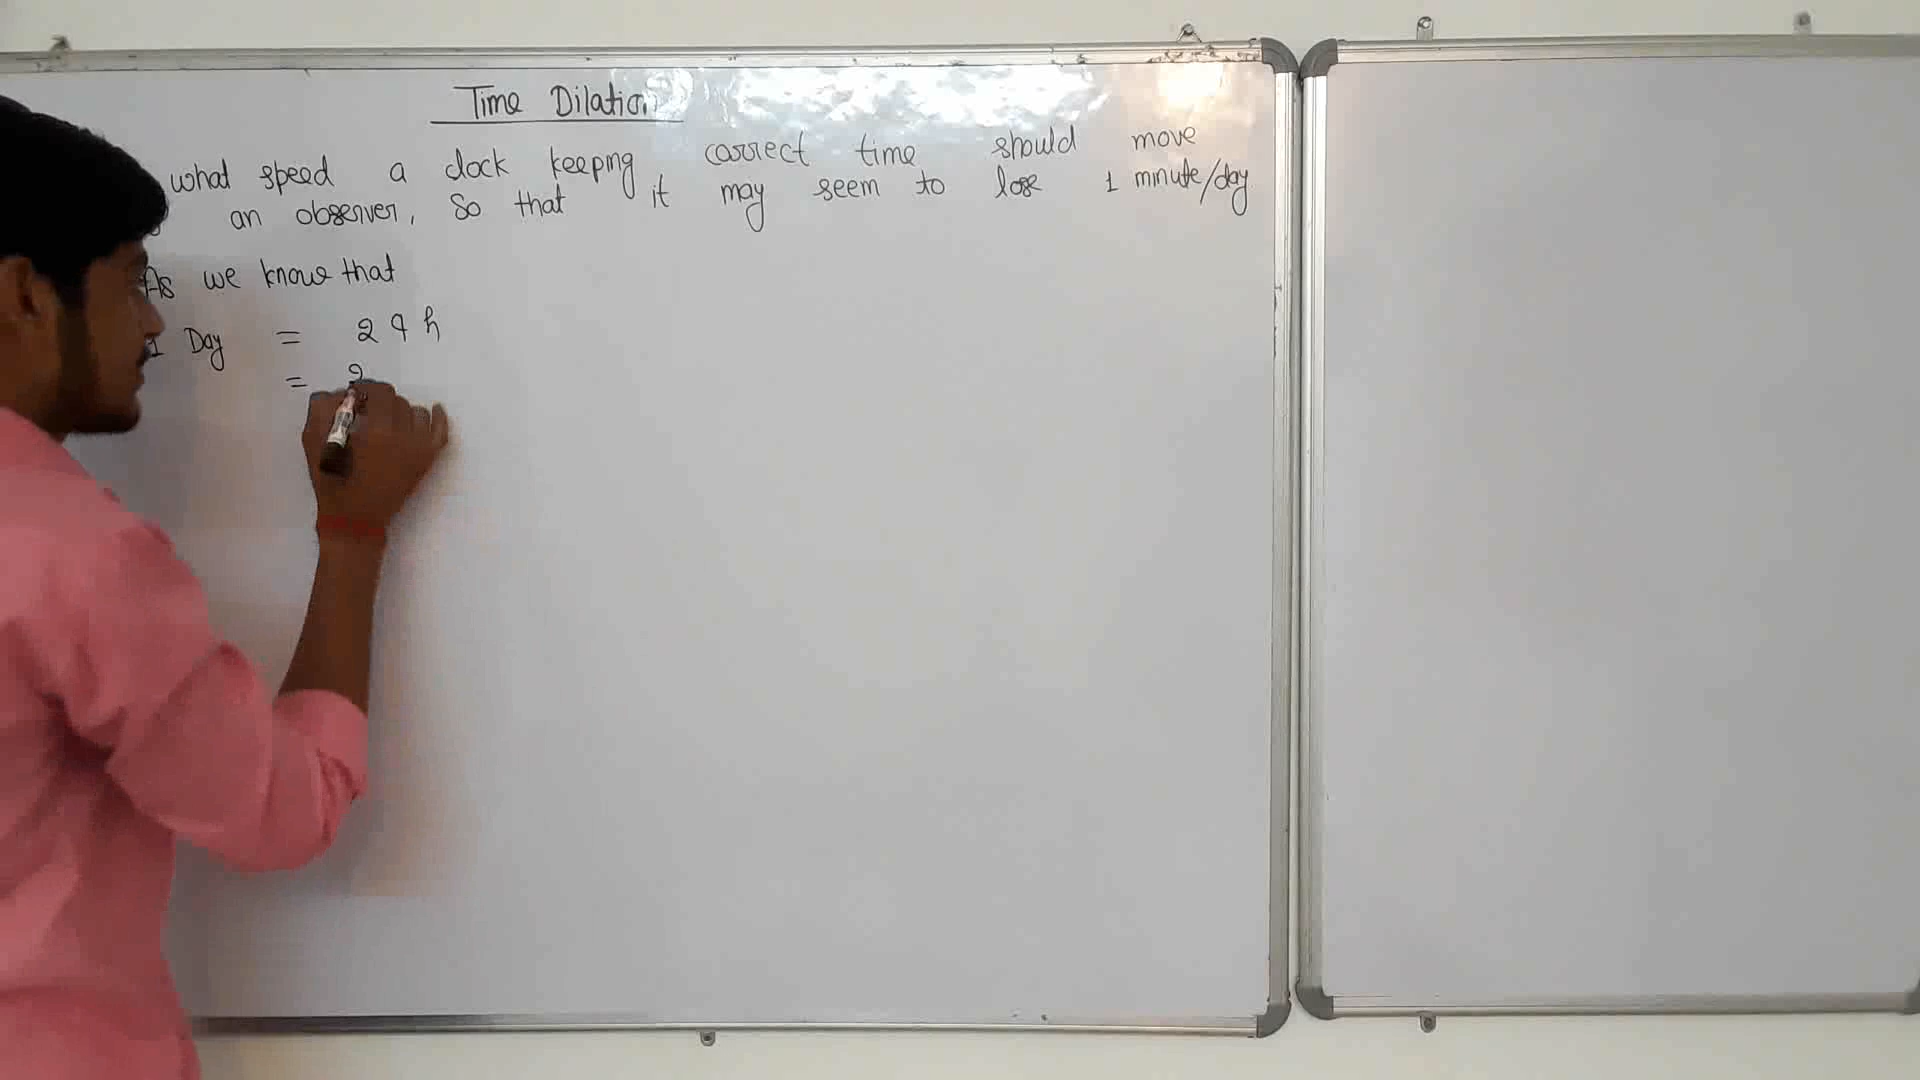 Time Dilation
what speed a clock keeping correct time should move
an observer, so that it may seem to lose 1 minute/day
As we know that
1 Day = 24 h
= 2